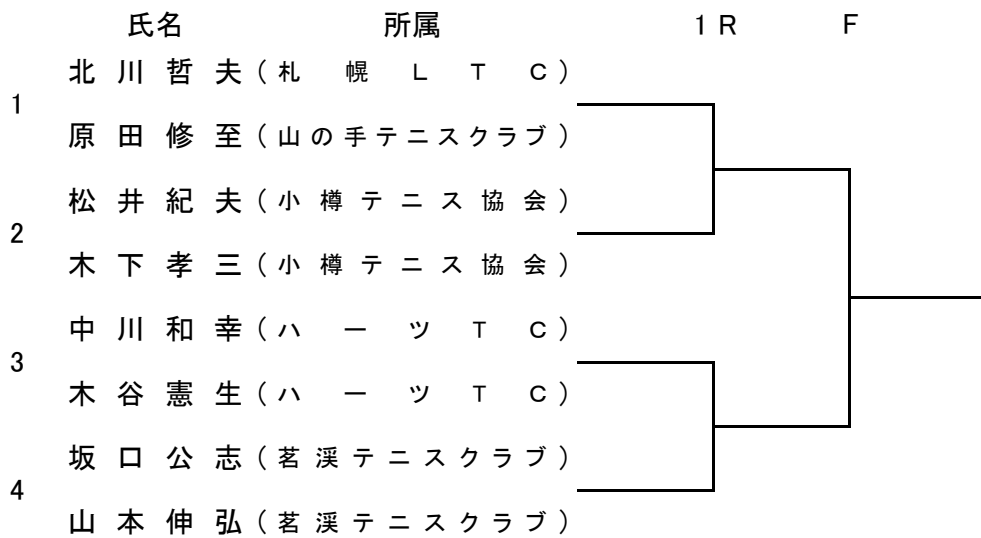 氏名 所属 1R F
北川哲夫(札幌LTC)
1
原田修至(山の手テニスクラブ)
松井紀夫(小樽テニス協会)
2
木下孝三(小樽テニス協会)
中川和幸(ハーツTC)
3
木谷憲生(ハーツTC)
坂口公志(茗渓テニスクラブ)
4
山本伸弘(茗渓テニスクラブ)